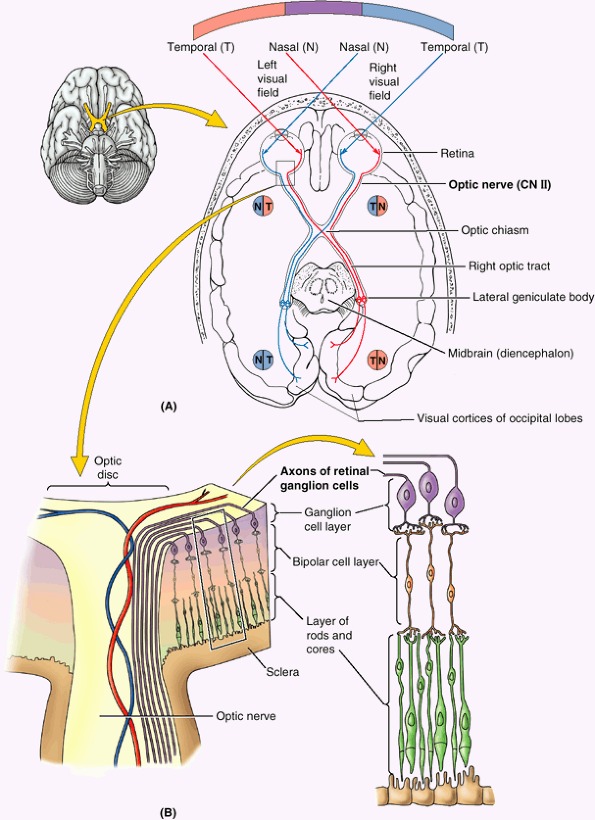 Temporal (T)
Nasal (N)
Nasal (N)
Temporal (T)
Left
visual
field
Right
visual
field
Retina
Optic nerve (CN II)
N T
T N
Optic chiasm
Right optic tract
Lateral geniculate body
Midbrain (diencephalon)
N T
T N
(A)
Visual cortices of occipital lobes
Optic
disc
Axons of retinal
ganglion cells
Ganglion
cell layer
Bipolar cell layer
Layer of
rods and
cores
Sclera
Optic nerve
(B)